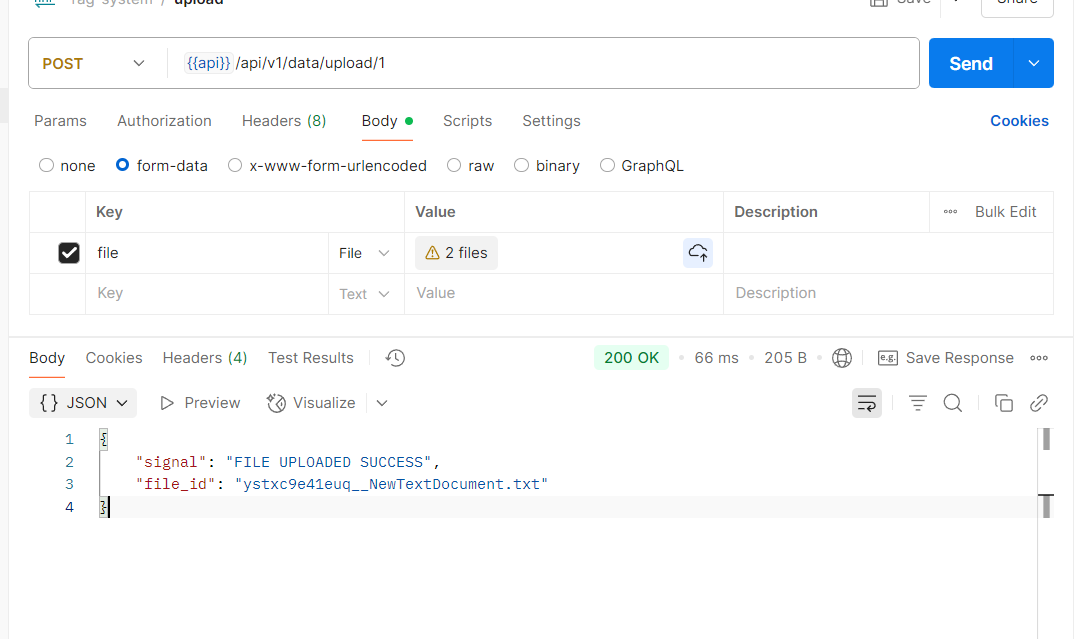 rag-system / upload
Save
Share
POST {{api}} /api/v1/data/upload/1 Send
Params Authorization Headers (8) Body Scripts Settings Cookies
none form-data x-www-form-urlencoded raw binary GraphQL
Key Value Description Bulk Edit
file File 2 files
Key Text Value Description
Body Cookies Headers (4) Test Results 200 OK 66 ms 205 B e.g. Save Response
{} JSON Preview Visualize
1 {
2 "signal": "FILE UPLOADED SUCCESS",
3 "file_id": "ystxc9e41euq__NewTextDocument.txt"
4 }